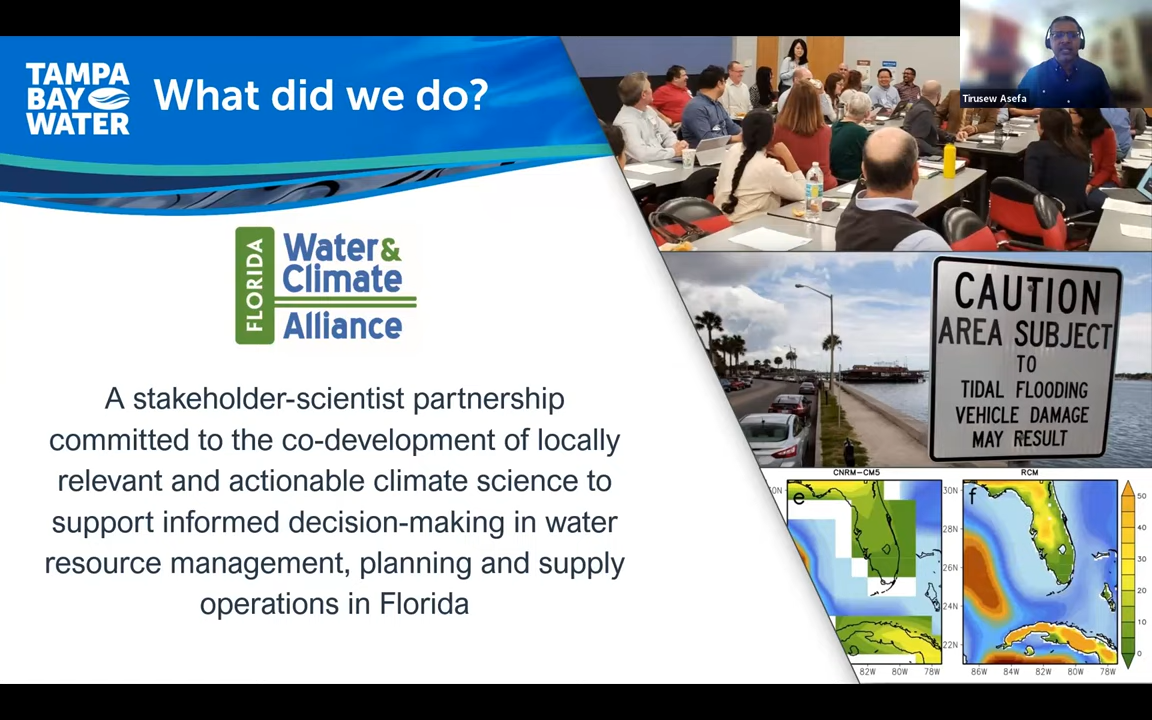 TAMPA
BAY
WATER
What did we do?
Tirusew Asefa
FLORIDA
Water&
Climate
Alliance
A stakeholder-scientist partnership
committed to the co-development of locally
relevant and actionable climate science to
support informed decision-making in water
resource management, planning and supply
operations in Florida
CAUTION
AREA SUBJECT
TO
TIDAL FLOODING
VEHICLE DAMAGE
MAY RESULT
CNRM-CM5
RCM
0N
e
30N
f
28N
26N
24N
22N
82W
80W
78W
86W
84W
82W
80W
78W
50
40
30
20
10
0